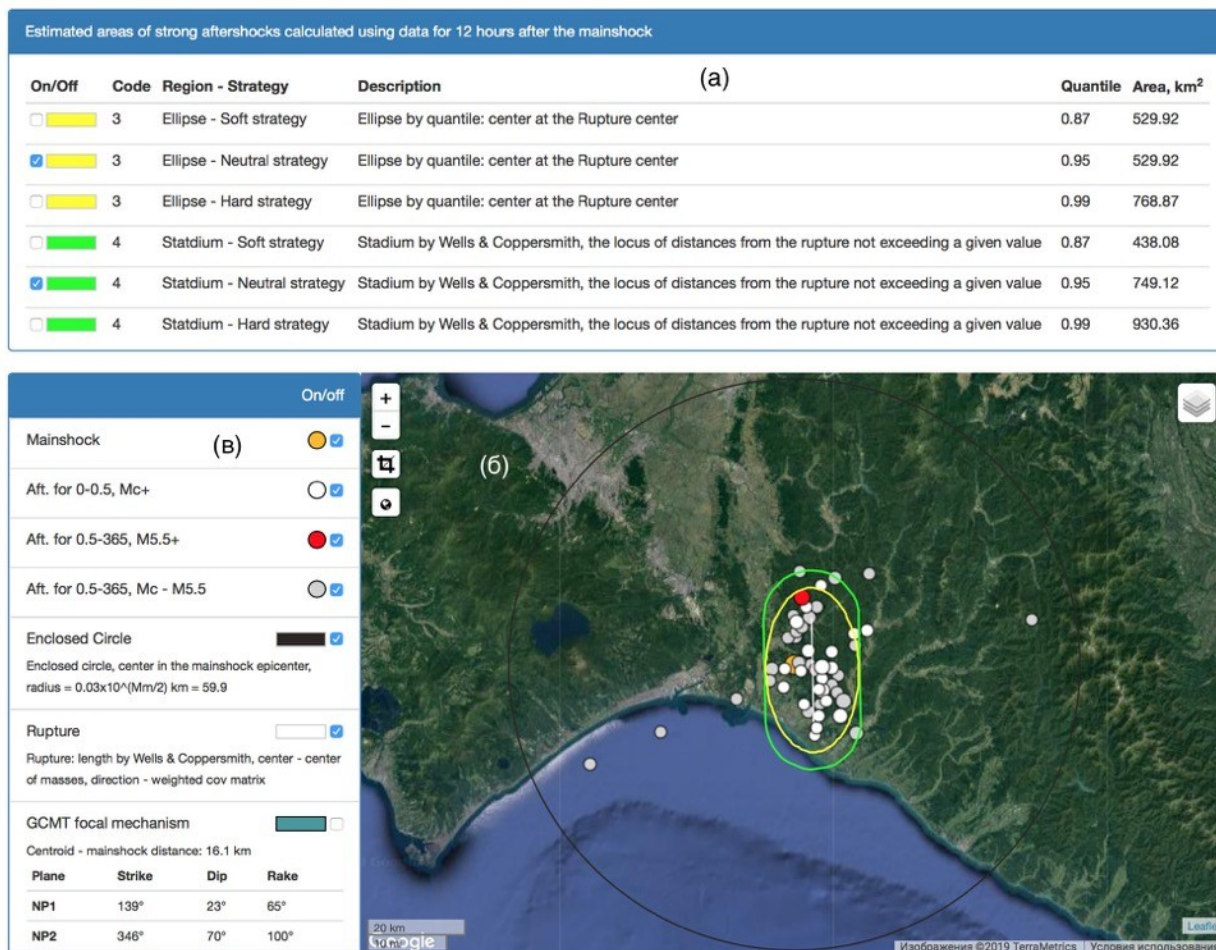 Estimated areas of strong aftershocks calculated using data for 12 hours after the mainshock
(a)
On/Off Code Region - Strategy Description Quantile Area, km²
3 Ellipse - Soft strategy Ellipse by quantile: center at the Rupture center 0.87 529.92
3 Ellipse - Neutral strategy Ellipse by quantile: center at the Rupture center 0.95 529.92
3 Ellipse - Hard strategy Ellipse by quantile: center at the Rupture center 0.99 768.87
4 Statdium - Soft strategy Stadium by Wells & Coppersmith, the locus of distances from the rupture not exceeding a given value 0.87 438.08
4 Statdium - Neutral strategy Stadium by Wells & Coppersmith, the locus of distances from the rupture not exceeding a given value 0.95 749.12
4 Statdium - Hard strategy Stadium by Wells & Coppersmith, the locus of distances from the rupture not exceeding a given value 0.99 930.36
On/off
Mainshock
(в)
Aft. for 0-0.5, Mc+
Aft. for 0.5-365, M5.5+
Aft. for 0.5-365, Mc - M5.5
Enclosed Circle
Enclosed circle, center in the mainshock epicenter,
radius = 0.03x10^(Mm/2) km = 59.9
Rupture
Rupture: length by Wells & Coppersmith, center - center
of masses, direction - weighted cov matrix
GCMT focal mechanism
Centroid - mainshock distance: 16.1 km
Plane Strike Dip Rake
NP1 139° 23° 65°
NP2 346° 70° 100°
+
−
(б)
20 km
Google
Leafle
Изображения ©2019 TerraMetrics Условия использования